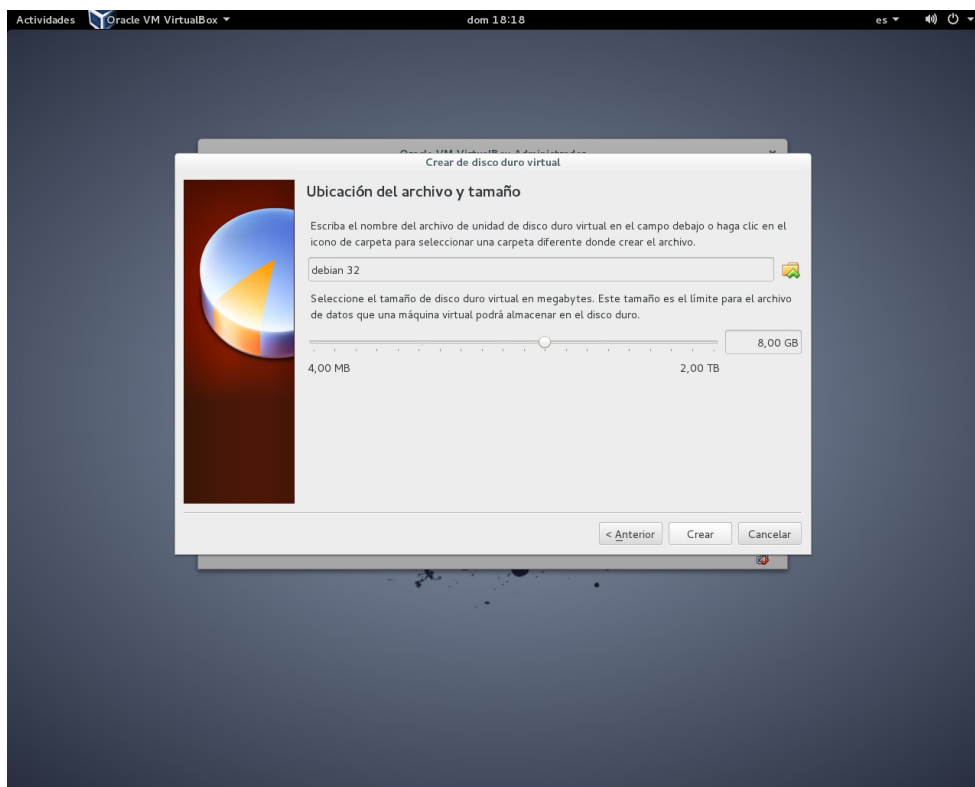 Actividades Oracle VM VirtualBox dom 18:18 es
Oracle VM VirtualBox Administrador
Crear de disco duro virtual
Ubicación del archivo y tamaño
Escriba el nombre del archivo de unidad de disco duro virtual en el campo debajo o haga clic en el
icono de carpeta para seleccionar una carpeta diferente donde crear el archivo.
debian 32
Seleccione el tamaño de disco duro virtual en megabytes. Este tamaño es el límite para el archivo
de datos que una máquina virtual podrá almacenar en el disco duro.
8,00 GB
4,00 MB 2,00 TB
< Anterior Crear Cancelar